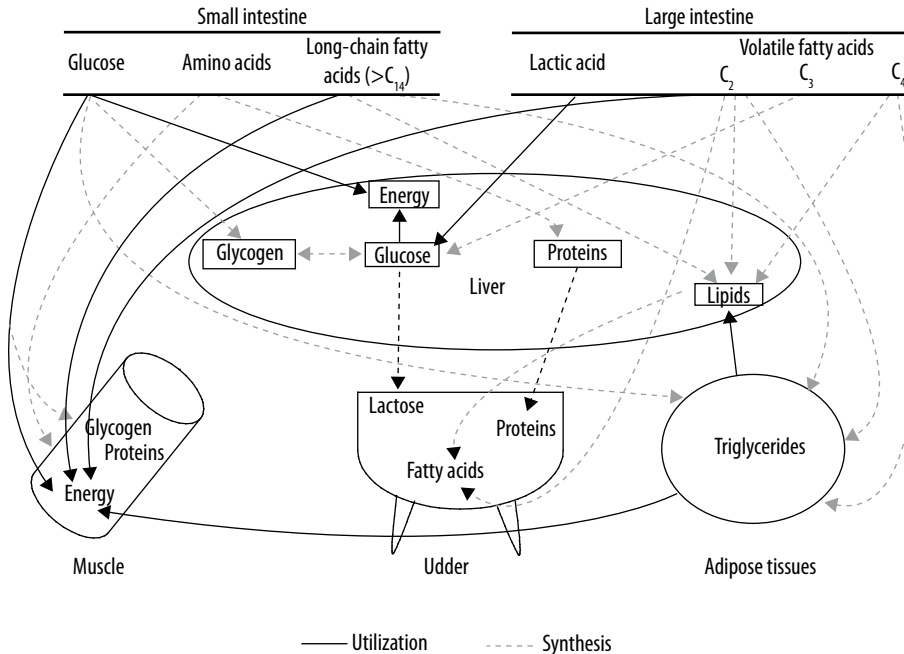 Small intestine
Large intestine
Glucose
Amino acids
Long-chain fatty
acids (>C14)
Lactic acid
Volatile fatty acids
C2
C3
C4
Energy
Glycogen
Glucose
Proteins
Liver
Lipids
Glycogen
Proteins
Energy
Lactose
Proteins
Fatty acids
Triglycerides
Muscle
Udder
Adipose tissues
Utilization
Synthesis